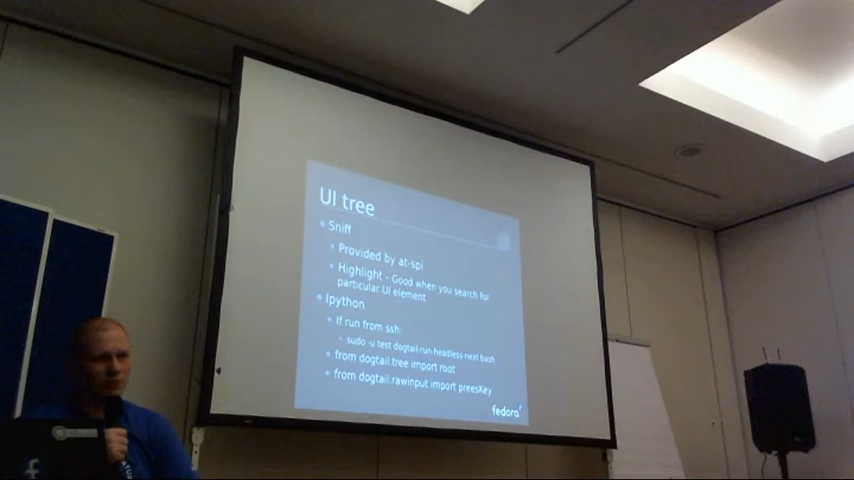 UI tree
Sniff
Provided by at-spi
Highlight - Good when you search for
particular UI element
Ipython
If run from ssh:
sudo -u test dogtail-run-headless-next bash
from dogtail.tree import root
from dogtail.rawinput import preesKey
fedora
f